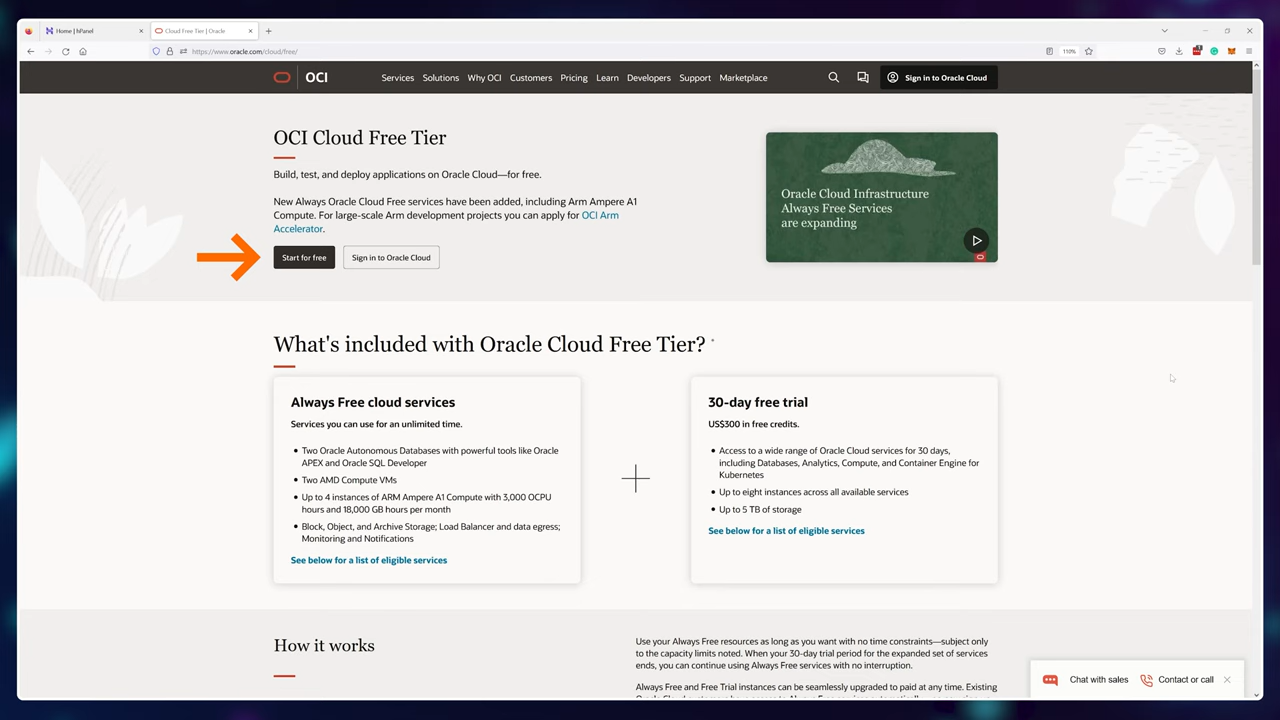 Home | hPanel
Cloud Free Tier | Oracle
https://www.oracle.com/cloud/free/
110%
OCI
Services Solutions Why OCI Customers Pricing Learn Developers Support Marketplace
Sign in to Oracle Cloud
OCI Cloud Free Tier
Build, test, and deploy applications on Oracle Cloud—for free.
New Always Oracle Cloud Free services have been added, including Arm Ampere A1
Compute. For large-scale Arm development projects you can apply for OCI Arm
Accelerator.
Start for free
Sign in to Oracle Cloud
Oracle Cloud Infrastructure
Always Free Services
are expanding
What's included with Oracle Cloud Free Tier? *
Always Free cloud services
Services you can use for an unlimited time.
• Two Oracle Autonomous Databases with powerful tools like Oracle
APEX and Oracle SQL Developer
• Two AMD Compute VMs
• Up to 4 instances of ARM Ampere A1 Compute with 3,000 OCPU
hours and 18,000 GB hours per month
• Block, Object, and Archive Storage; Load Balancer and data egress;
Monitoring and Notifications
See below for a list of eligible services
30-day free trial
US$300 in free credits.
• Access to a wide range of Oracle Cloud services for 30 days,
including Databases, Analytics, Compute, and Container Engine for
Kubernetes
• Up to eight instances across all available services
• Up to 5 TB of storage
See below for a list of eligible services
How it works
Use your Always Free resources as long as you want with no time constraints—subject only
to the capacity limits noted. When your 30-day trial period for the expanded set of services
ends, you can continue using Always Free services with no interruption.
Always Free and Free Trial instances can be seamlessly upgraded to paid at any time. Existing
Chat with sales
Contact or call